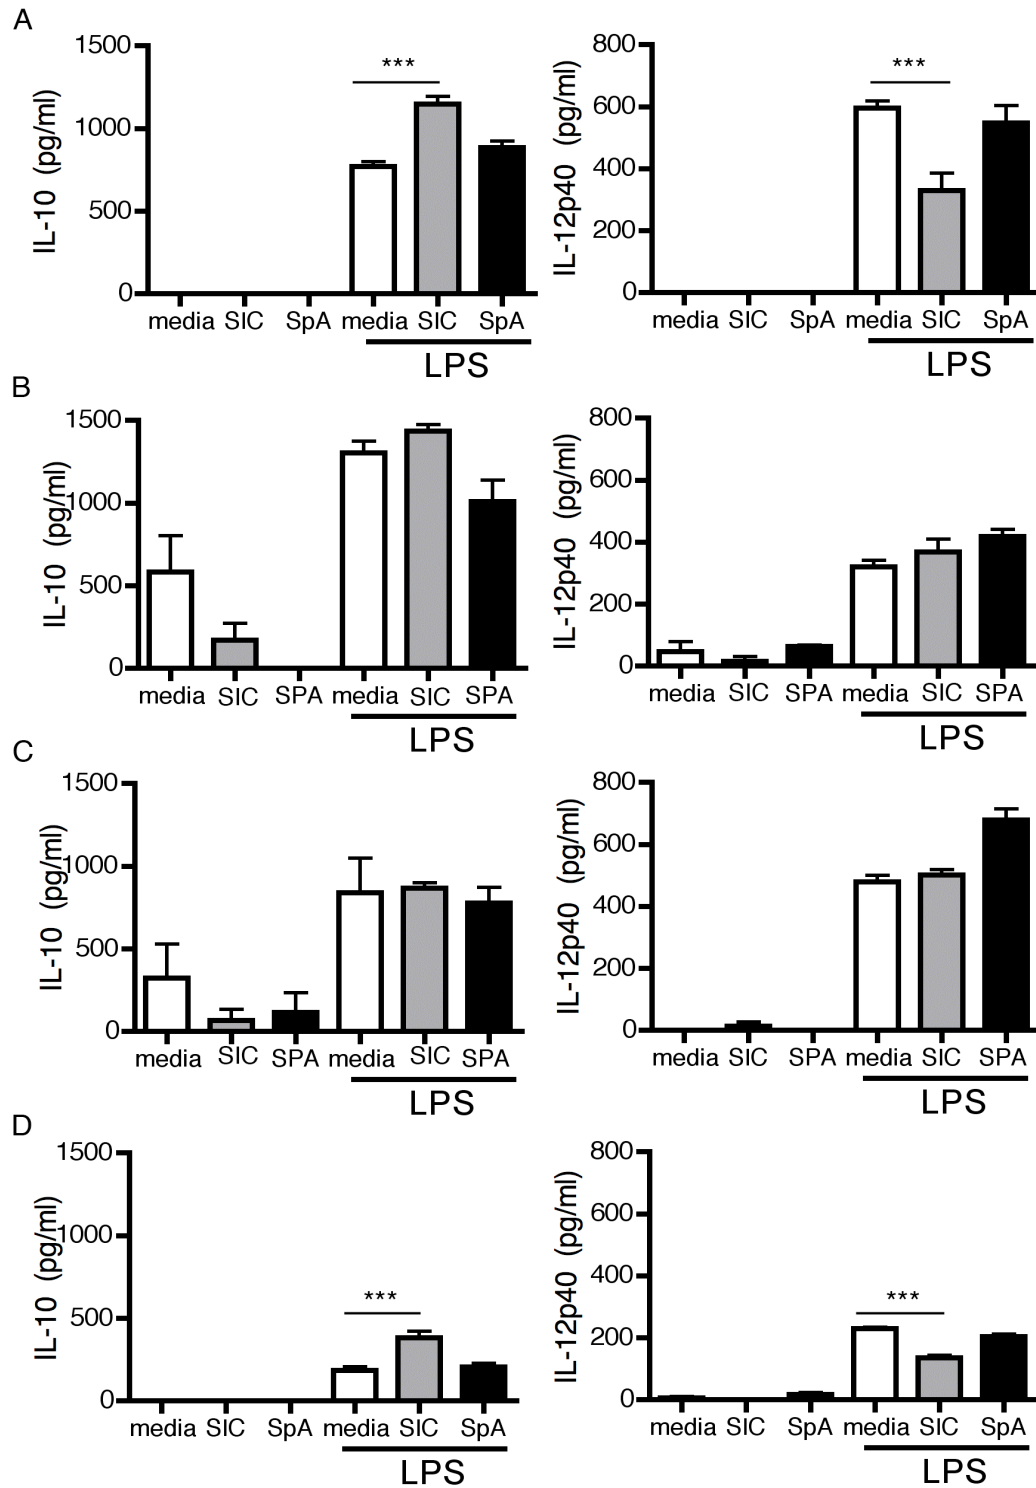 A
1500
1000
500
0
IL-10 (pg/ml)
***
media SIC SpA media SIC SpA
LPS
800
600
400
200
0
IL-12p40 (pg/ml)
***
media SIC SpA media SIC SpA
LPS
B
1500
1000
500
0
IL-10 (pg/ml)
media SIC SPA media SIC SPA
LPS
800
600
400
200
0
IL-12p40 (pg/ml)
media SIC SPA media SIC SPA
LPS
C
1500
1000
500
0
IL-10 (pg/ml)
media SIC SPA media SIC SPA
LPS
800
600
400
200
0
IL-12p40 (pg/ml)
media SIC SPA media SIC SPA
LPS
D
1500
1000
500
0
IL-10 (pg/ml)
***
media SIC SpA media SIC SpA
LPS
800
600
400
200
0
IL-12p40 (pg/ml)
***
media SIC SpA media SIC SpA
LPS